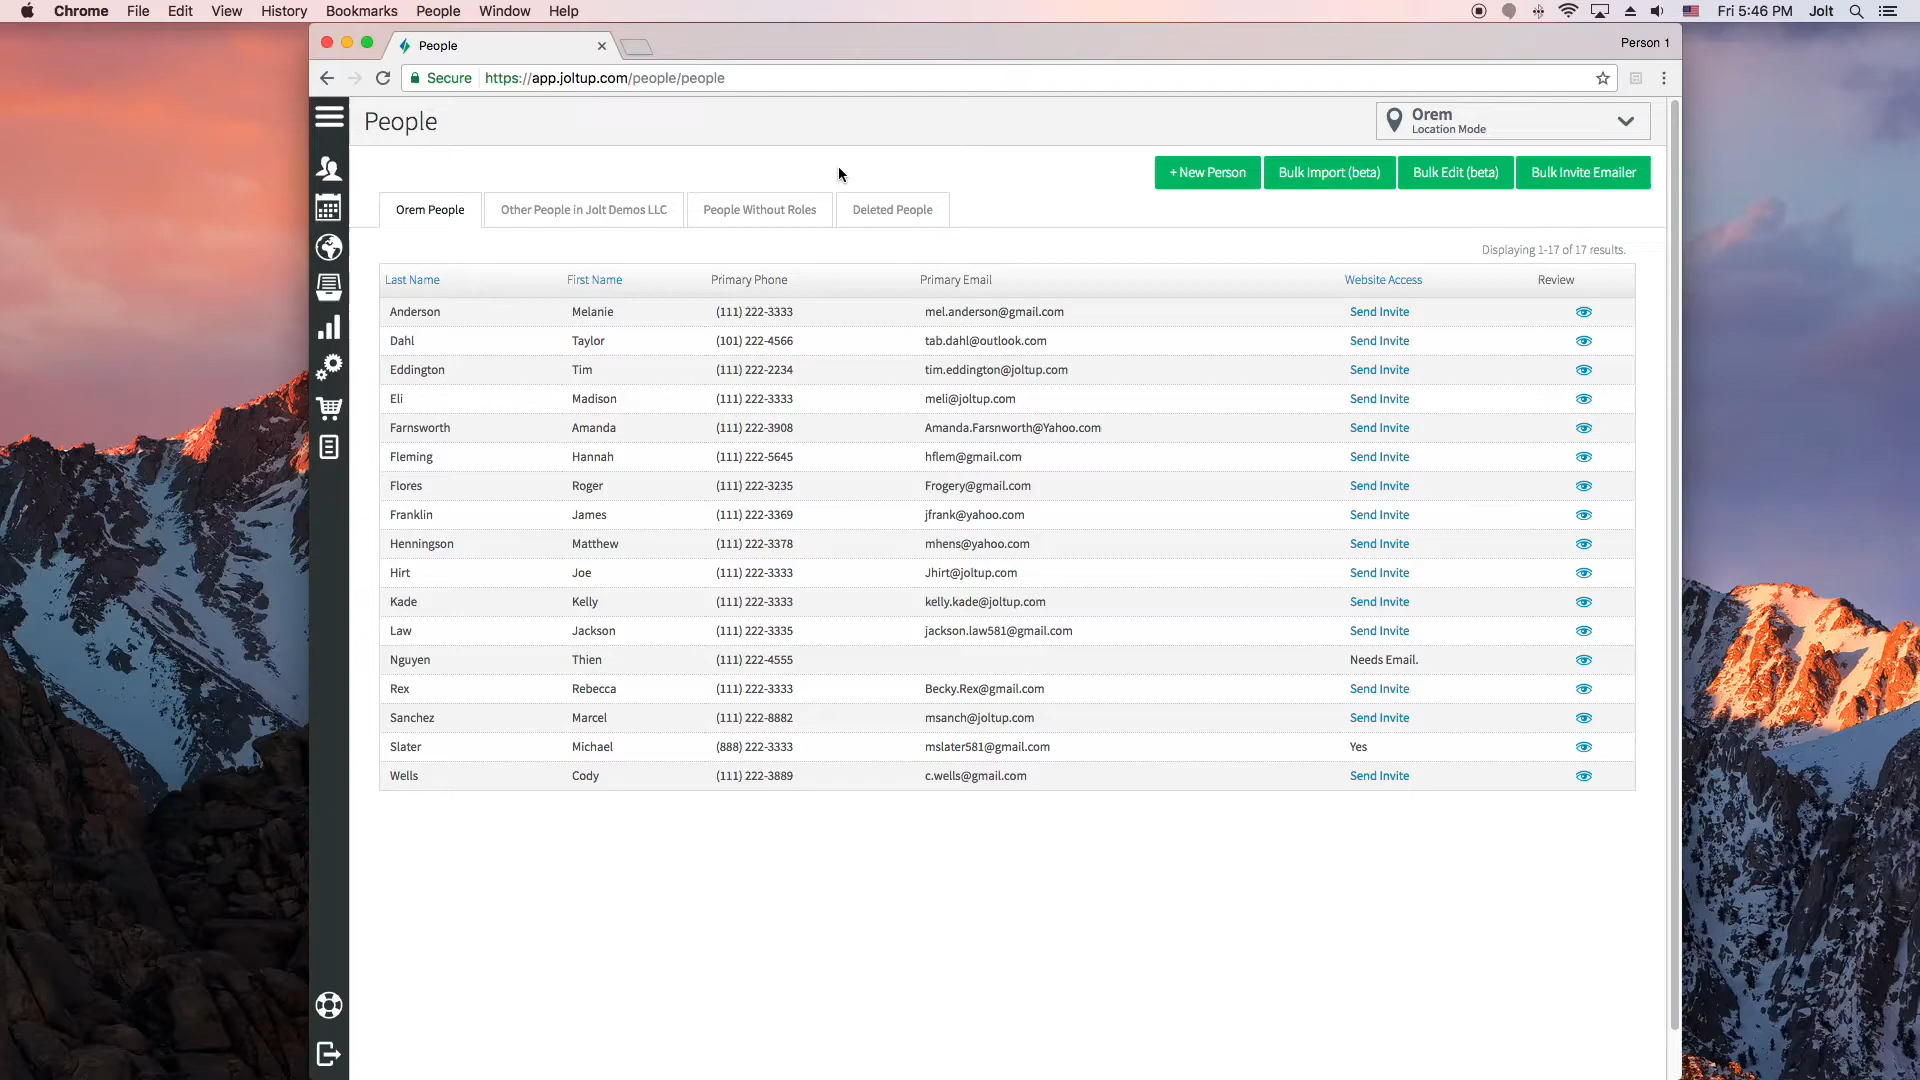 Chrome File Edit View History Bookmarks People Window Help Fri 5:46 PM Jolt
People Person 1
Secure https://app.joltup.com/people/people
People Orem
Location Mode
+ New Person Bulk Import (beta) Bulk Edit (beta) Bulk Invite Emailer
Orem People Other People in Jolt Demos LLC People Without Roles Deleted People
Displaying 1-17 of 17 results.
Last Name First Name Primary Phone Primary Email Website Access Review
Anderson Melanie (111) 222-3333 mel.anderson@gmail.com Send Invite
Dahl Taylor (101) 222-4566 tab.dahl@outlook.com Send Invite
Eddington Tim (111) 222-2234 tim.eddington@joltup.com Send Invite
Eli Madison (111) 222-3333 meli@joltup.com Send Invite
Farnsworth Amanda (111) 222-3908 Amanda.Farsnworth@Yahoo.com Send Invite
Fleming Hannah (111) 222-5645 hflem@gmail.com Send Invite
Flores Roger (111) 222-3235 Frogery@gmail.com Send Invite
Franklin James (111) 222-3369 jfrank@yahoo.com Send Invite
Henningson Matthew (111) 222-3378 mhens@yahoo.com Send Invite
Hirt Joe (111) 222-3333 Jhirt@joltup.com Send Invite
Kade Kelly (111) 222-3333 kelly.kade@joltup.com Send Invite
Law Jackson (111) 222-3335 jackson.law581@gmail.com Send Invite
Nguyen Thien (111) 222-4555 Needs Email.
Rex Rebecca (111) 222-3333 Becky.Rex@gmail.com Send Invite
Sanchez Marcel (111) 222-8882 msanch@joltup.com Send Invite
Slater Michael (888) 222-3333 mslater581@gmail.com Yes
Wells Cody (111) 222-3889 c.wells@gmail.com Send Invite